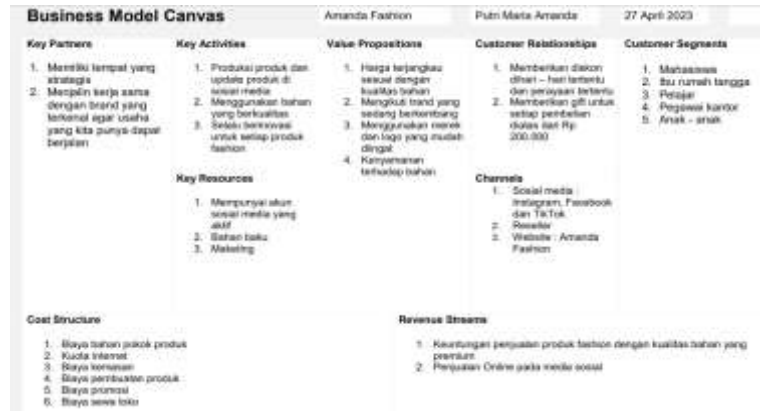 Business Model Canvas
Amanda Fashion
Putri Maria Amanda
27 April 2023
Key Partners
1. Memiliki tempat yang
strategis
2. Menjalin kerja sama
dengan brand yang
terkenal agar usaha
yang kita punya dapat
berjalan
Key Activities
1. Produksi produk dan
update produk di
sosial media
2. Menggunakan bahan
yang berkualitas
3. Selalu berinovasi
untuk setiap produk
fashion
Key Resources
1. Mempunyai akun
sosial media yang
aktif
2. Bahan baku
3. Maketing
Value Propositions
1. Harga terjangkau
sesuai dengan
kualitas bahan
2. Mengikuti trand yang
sedang berkembang
3. Menggunakan merek
dan logo yang mudah
diingat
4. Kenyamanan
terhadap bahan
Customer Relationships
1. Memberikan diskon
dihari – hari tertentu
dan perayaan tertentu
2. Memberikan gift untuk
setiap pembelian
diatas dari Rp
200.000
Channels
1. Sosial media :
Instagram, Facebook
dan TikTok
2. Reseller
3. Website : Amanda
Fashion
Customer Segments
1. Mahasiswa
2. Ibu rumah tangga
3. Pelajar
4. Pegawai kantor
5. Anak – anak
Cost Structure
1. Biaya bahan pokok produk
2. Kuota internet
3. Biaya kemasan
4. Biaya pembuatan produk
5. Biaya promosi
6. Biaya sewa toko
Revenue Streams
1. Keuntungan penjualan produk fashion dengan kualitas bahan yang
premium
2. Penjualan Online pada media sosial